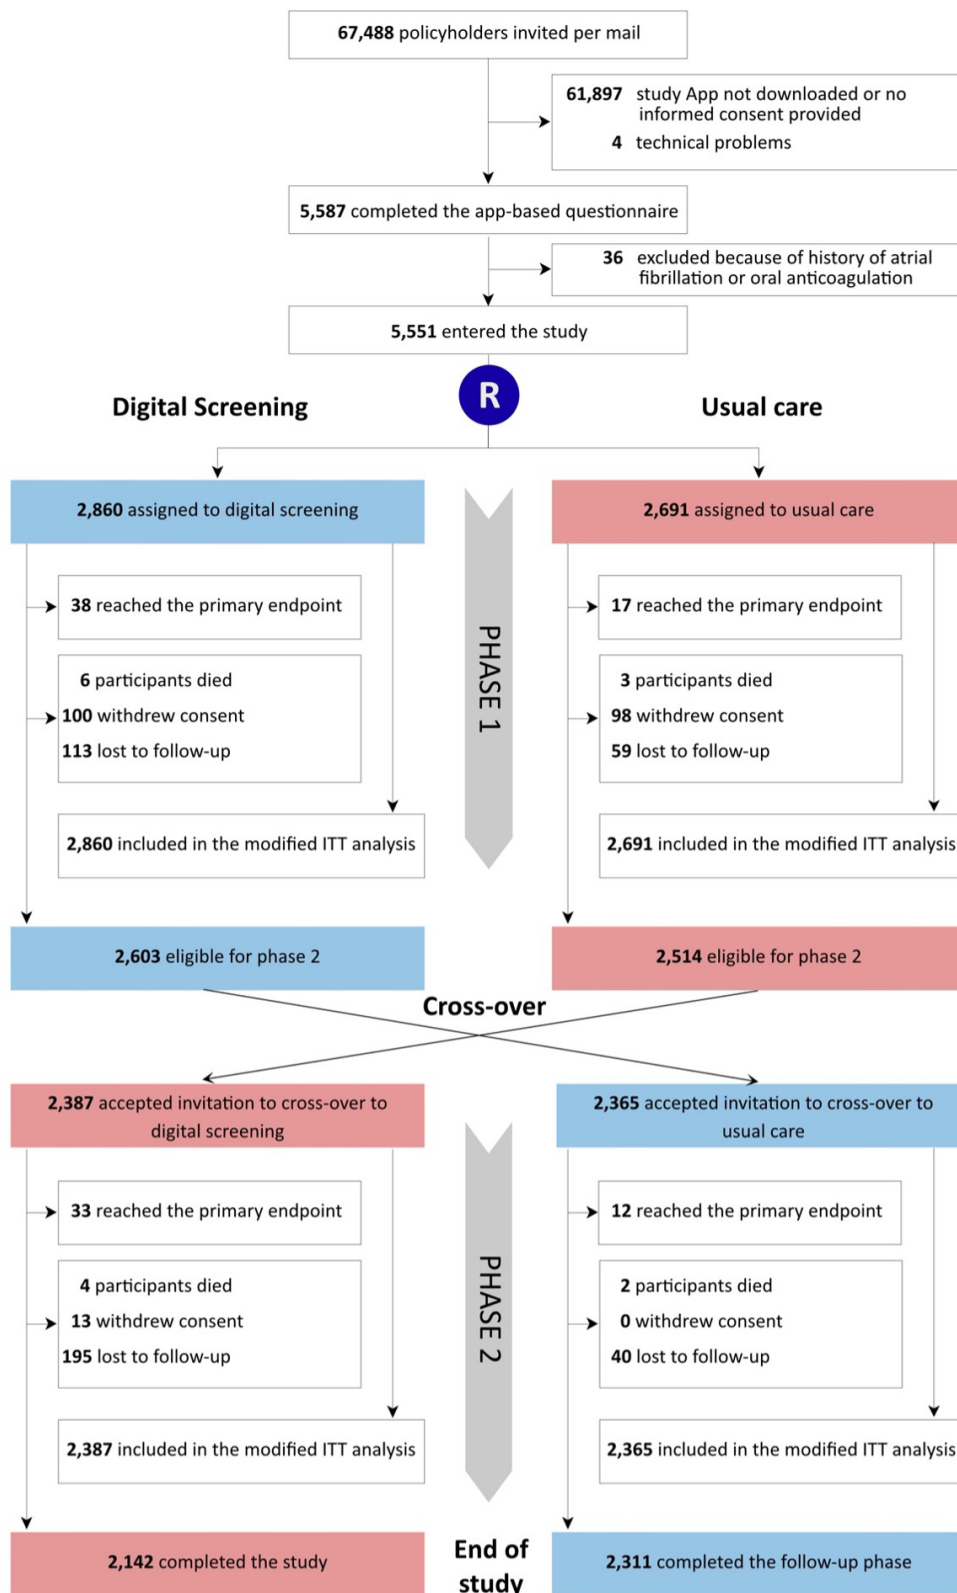 67,488 policyholders invited per mail
61,897 study App not downloaded or no
informed consent provided
4 technical problems
5,587 completed the app-based questionnaire
36 excluded because of history of atrial
fibrillation or oral anticoagulation
5,551 entered the study
R
Digital Screening
Usual care
2,860 assigned to digital screening
2,691 assigned to usual care
38 reached the primary endpoint
17 reached the primary endpoint
6 participants died
100 withdrew consent
113 lost to follow-up
3 participants died
98 withdrew consent
59 lost to follow-up
PHASE 1
2,860 included in the modified ITT analysis
2,691 included in the modified ITT analysis
2,603 eligible for phase 2
2,514 eligible for phase 2
Cross-over
2,387 accepted invitation to cross-over to
digital screening
2,365 accepted invitation to cross-over to
usual care
33 reached the primary endpoint
12 reached the primary endpoint
4 participants died
13 withdrew consent
195 lost to follow-up
2 participants died
0 withdrew consent
40 lost to follow-up
PHASE 2
2,387 included in the modified ITT analysis
2,365 included in the modified ITT analysis
2,142 completed the study
End of
study
2,311 completed the follow-up phase